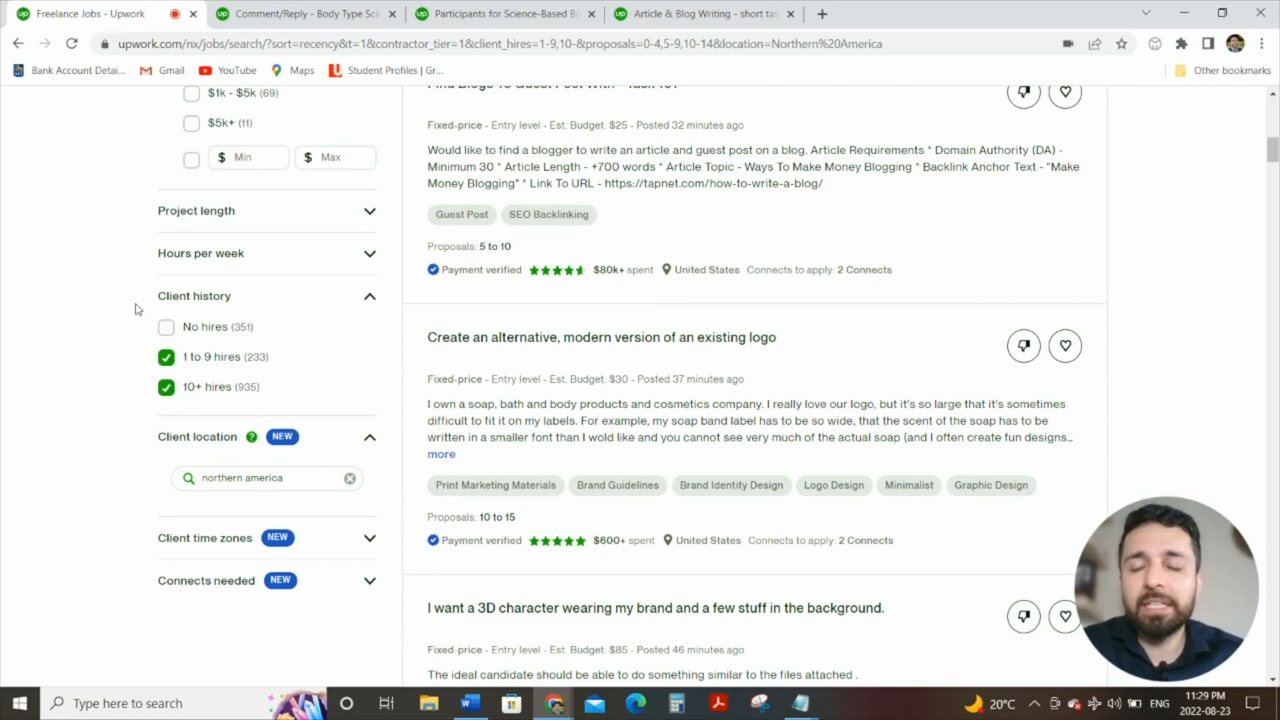 Freelance Jobs - Upwork
Comment/Reply - Body Type Scie
Participants for Science-Based Bo
Article & Blog Writing - short tas
upwork.com/nx/jobs/search/?sort=recency&t=1&contractor_tier=1&client_hires=1-9,10-&proposals=0-4,5-9,10-14&location=Northern%20America
Bank Account Detai...
Gmail
YouTube
Maps
Student Profiles | Gr...
Other bookmarks
$1k - $5k (69)
$5k+ (11)
$ Min
$ Max
Project length
Hours per week
Client history
No hires (351)
1 to 9 hires (233)
10+ hires (935)
Client location ? NEW
northern america
Client time zones NEW
Connects needed NEW
Fixed-price - Entry level - Est. Budget: $25 - Posted 32 minutes ago
Would like to find a blogger to write an article and guest post on a blog. Article Requirements * Domain Authority (DA) -
Minimum 30 * Article Length - +700 words * Article Topic - Ways To Make Money Blogging * Backlink Anchor Text - "Make
Money Blogging" * Link To URL - https://tapnet.com/how-to-write-a-blog/
Guest Post
SEO Backlinking
Proposals: 5 to 10
Payment verified $80k+ spent United States Connects to apply: 2 Connects
Create an alternative, modern version of an existing logo
Fixed-price - Entry level - Est. Budget: $30 - Posted 37 minutes ago
I own a soap, bath and body products and cosmetics company. I really love our logo, but it's so large that it's sometimes
difficult to fit it on my labels. For example, my soap band label has to be so wide, that the scent of the soap has to be
written in a smaller font than I wold like and you cannot see very much of the actual soap (and I often create fun designs...
more
Print Marketing Materials
Brand Guidelines
Brand Identity Design
Logo Design
Minimalist
Graphic Design
Proposals: 10 to 15
Payment verified $600+ spent United States Connects to apply: 2 Connects
I want a 3D character wearing my brand and a few stuff in the background.
Fixed-price - Entry level - Est. Budget: $85 - Posted 46 minutes ago
The ideal candidate should be able to do something similar to the files attached .
Type here to search
20°C
ENG
11:29 PM
2022-08-23